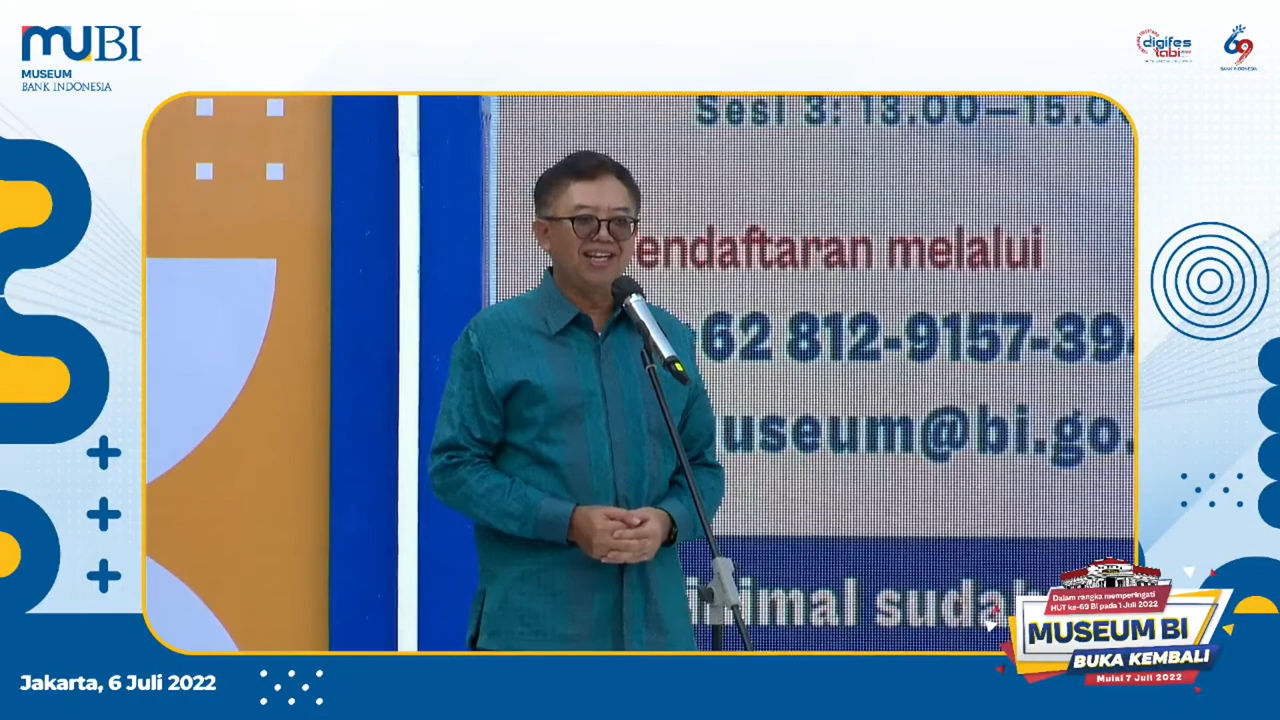 muBI
MUSEUM
BANK INDONESIA
digifes
tabi
69
BANK INDONESIA
Sesi 3: 13.00—15.0
endaftaran melalui
62 812-9157-39
useum@bi.go.
imal suda
Dalam rangka memperingati
HUT ke-69 BI pada 1 Juli 2022
MUSEUM BI
BUKA KEMBALI
Mulai 7 Juli 2022
Jakarta, 6 Juli 2022